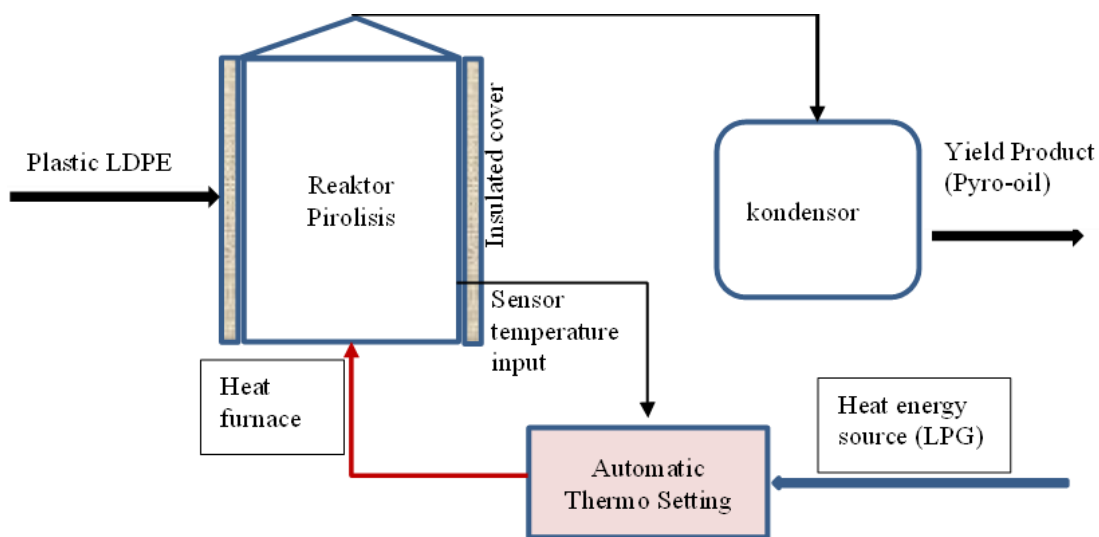 Plastic LDPE
Reaktor
Pirolisis
Insulated cover
kondensor
Yield Product
(Pyro-oil)
Sensor
temperature
input
Heat
furnace
Heat energy
source (LPG)
Automatic
Thermo Setting